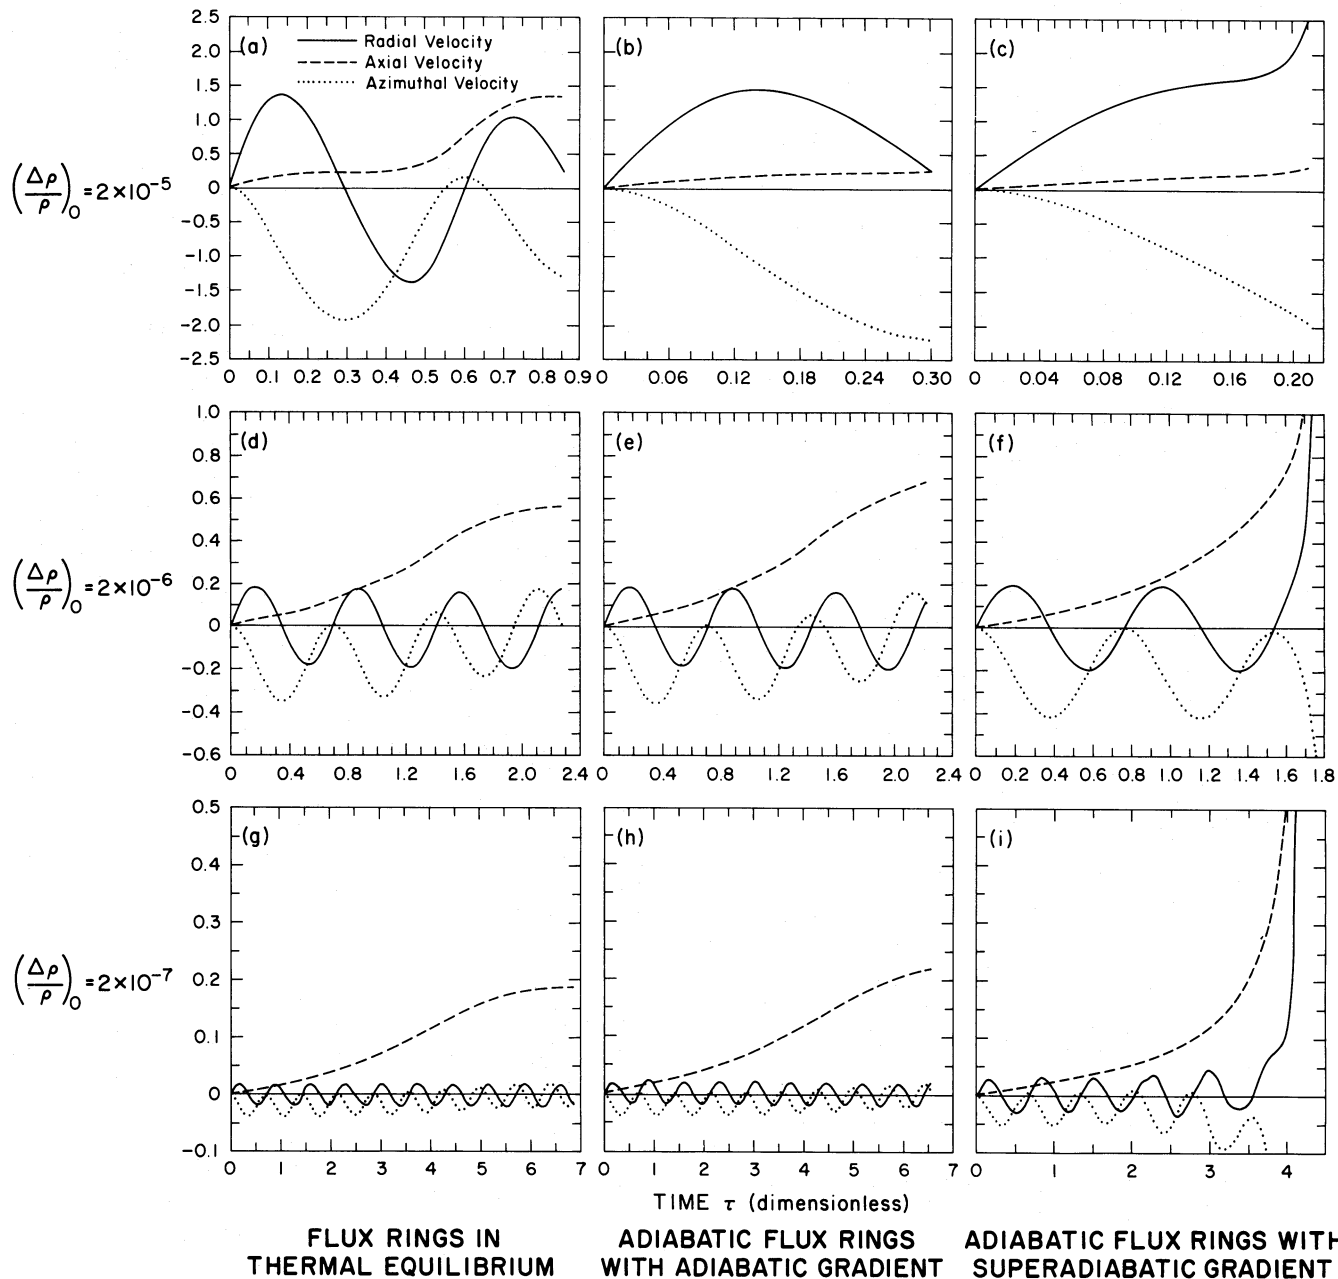 2.5
2.0
1.5
1.0
0.5
0
-0.5
-1.0
-1.5
-2.0
-2.5
(a)
Radial Velocity
Axial Velocity
Azimuthal Velocity
(b)
(c)
(Δρ/ρ)₀ = 2×10⁻⁵
0 0.1 0.2 0.3 0.4 0.5 0.6 0.7 0.8 0.9
0 0.06 0.12 0.18 0.24 0.30
0 0.04 0.08 0.12 0.16 0.20
1.0
0.8
0.6
0.4
0.2
0
-0.2
-0.4
-0.6
(d)
(e)
(f)
(Δρ/ρ)₀ = 2×10⁻⁶
0 0.4 0.8 1.2 1.6 2.0 2.4
0 0.4 0.8 1.2 1.6 2.0 2.4
0 0.2 0.4 0.6 0.8 1.0 1.2 1.4 1.6 1.8
0.5
0.4
0.3
0.2
0.1
0
-0.1
(g)
(h)
(i)
(Δρ/ρ)₀ = 2×10⁻⁷
0 1 2 3 4 5 6 7
0 1 2 3 4 5 6 7
0 1 2 3 4
TIME τ (dimensionless)
FLUX RINGS IN
THERMAL EQUILIBRIUM
ADIABATIC FLUX RINGS
WITH ADIABATIC GRADIENT
ADIABATIC FLUX RINGS WITH
SUPERADIABATIC GRADIENT